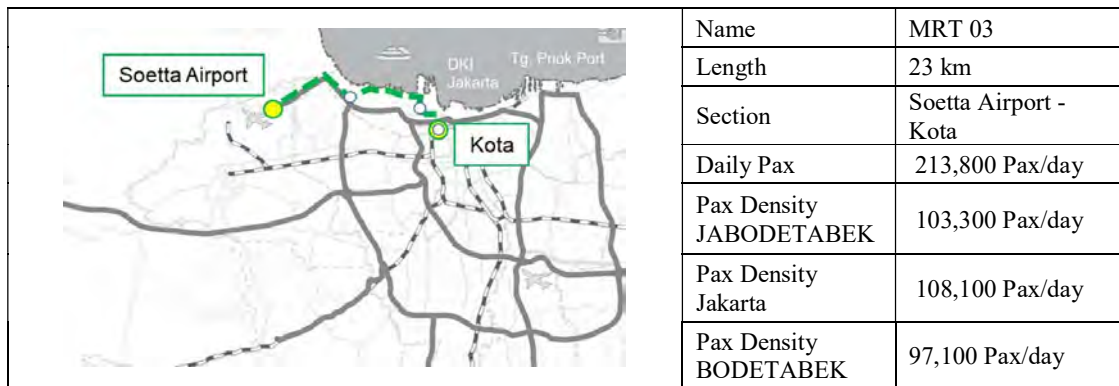 Soetta Airport
DKI
Jakarta
Tg. Priok Port
Kota
Name MRT 03
Length 23 km
Section Soetta Airport -
Kota
Daily Pax 213,800 Pax/day
Pax Density
JABODETABEK 103,300 Pax/day
Pax Density
Jakarta 108,100 Pax/day
Pax Density
BODETABEK 97,100 Pax/day